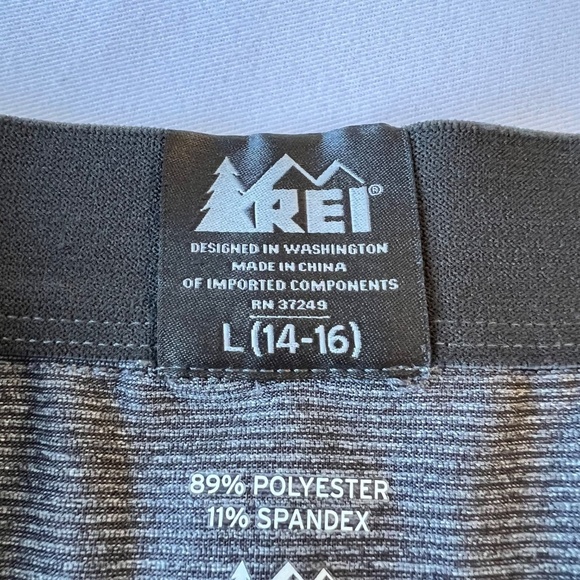 REI®
DESIGNED IN WASHINGTON
MADE IN CHINA
OF IMPORTED COMPONENTS
RN 37249
L (14-16)
89% POLYESTER
11% SPANDEX